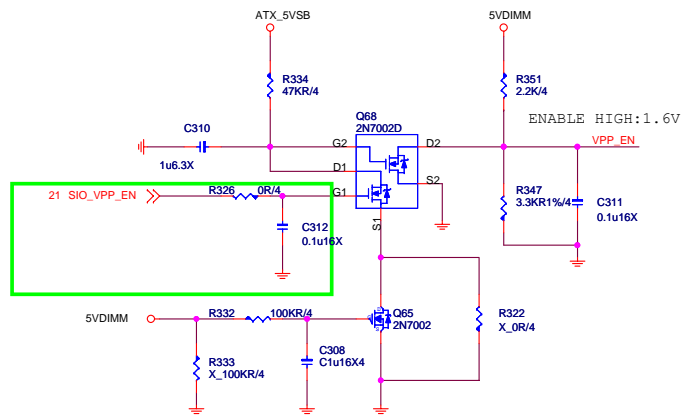 ATX_5VSB
5VDIMM
R334
47KR/4
R351
2.2K/4
Q68
2N7002D
ENABLE HIGH:1.6V
C310
1u6.3X
G2
D2
VPP_EN
D1
S2
21 SIO_VPP_EN
R326
0R/4
G1
R347
3.3KR1%/4
C311
0.1u16X
C312
0.1u16X
S1
Q65
2N7002
R322
X_0R/4
5VDIMM
R332
100KR/4
R333
X_100KR/4
C308
C1u16X4